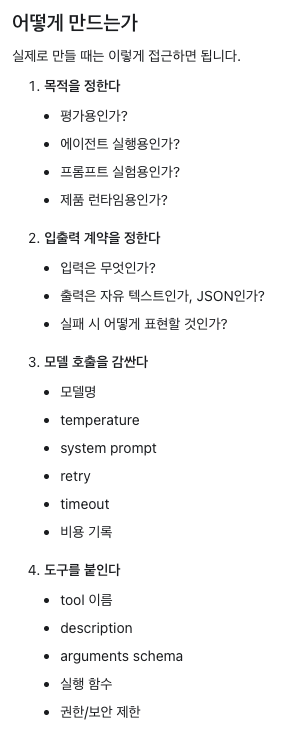 어떻게 만드는가
실제로 만들 때는 이렇게 접근하면 됩니다.
1. 목적을 정한다
• 평가용인가?
• 에이전트 실행용인가?
• 프롬프트 실험용인가?
• 제품 런타임용인가?
2. 입출력 계약을 정한다
• 입력은 무엇인가?
• 출력은 자유 텍스트인가, JSON인가?
• 실패 시 어떻게 표현할 것인가?
3. 모델 호출을 감싼다
• 모델명
• temperature
• system prompt
• retry
• timeout
• 비용 기록
4. 도구를 붙인다
• tool 이름
• description
• arguments schema
• 실행 함수
• 권한/보안 제한